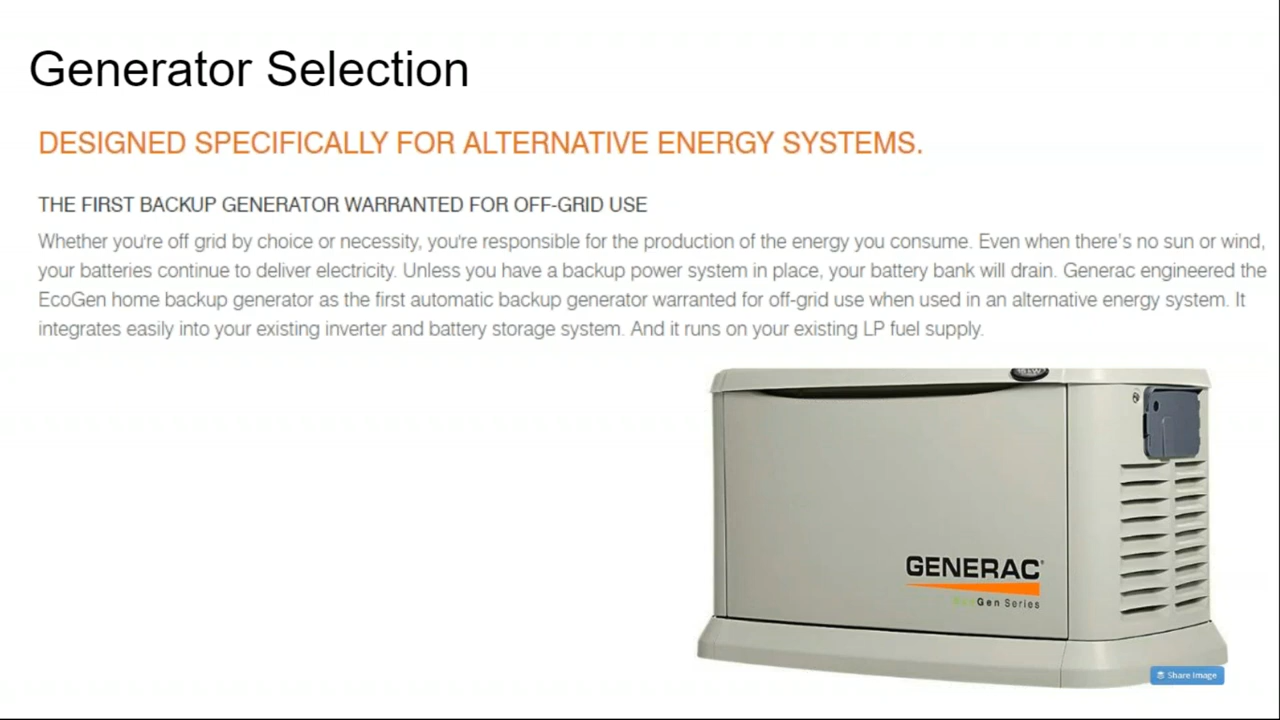 Generator Selection
DESIGNED SPECIFICALLY FOR ALTERNATIVE ENERGY SYSTEMS.
THE FIRST BACKUP GENERATOR WARRANTED FOR OFF-GRID USE
Whether you're off grid by choice or necessity, you're responsible for the production of the energy you consume. Even when there's no sun or wind,
your batteries continue to deliver electricity. Unless you have a backup power system in place, your battery bank will drain. Generac engineered the
EcoGen home backup generator as the first automatic backup generator warranted for off-grid use when used in an alternative energy system. It
integrates easily into your existing inverter and battery storage system. And it runs on your existing LP fuel supply.
GENERAC
EcoGen Series
Share Image